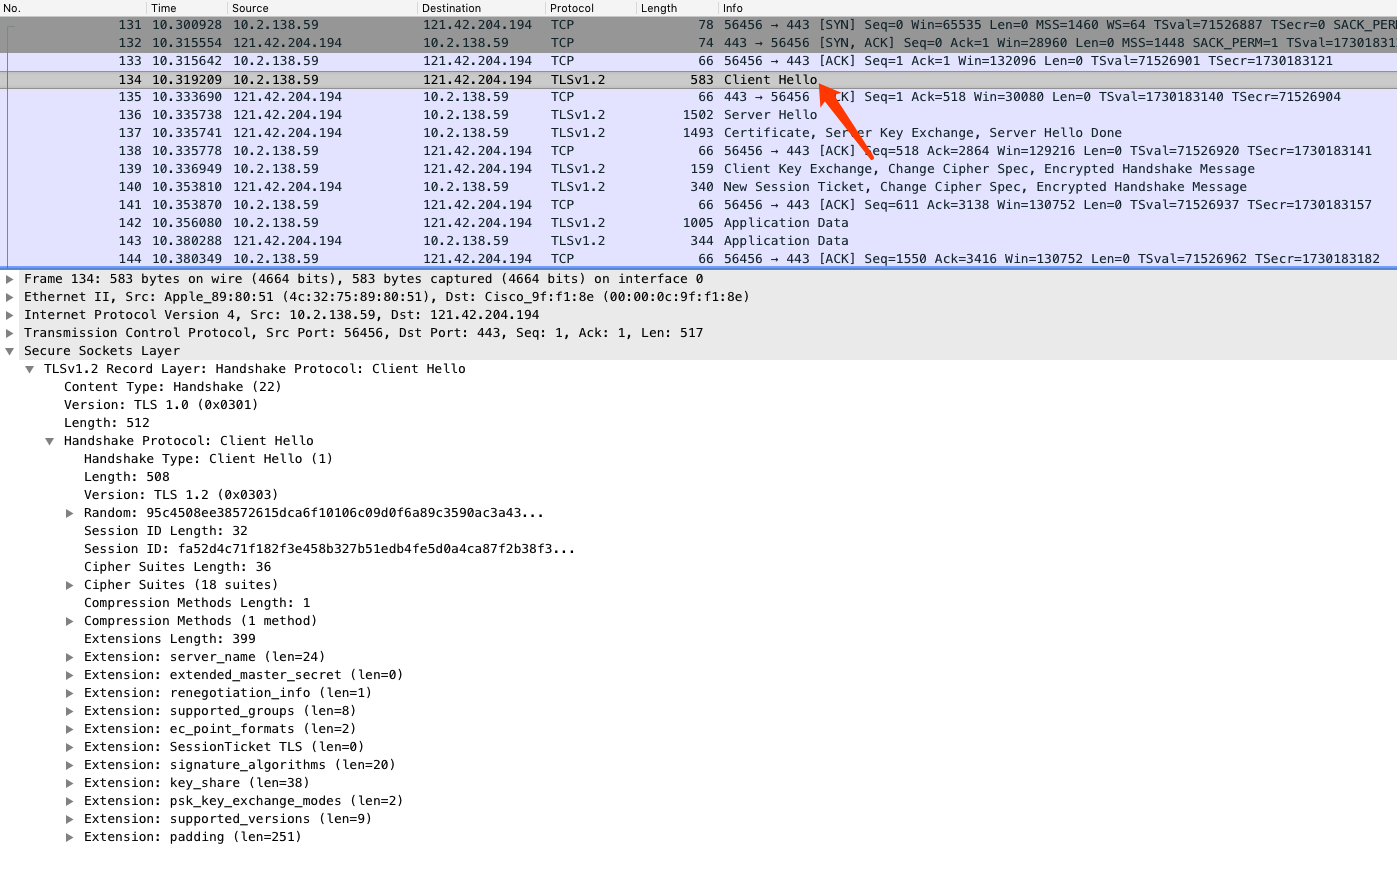 No. Time Source Destination Protocol Length Info
131 10.300928 10.2.138.59 121.42.204.194 TCP 78 56456 → 443 [SYN] Seq=0 Win=65535 Len=0 MSS=1460 WS=64 TSval=71526887 TSecr=0 SACK_PER
132 10.315554 121.42.204.194 10.2.138.59 TCP 74 443 → 56456 [SYN, ACK] Seq=0 Ack=1 Win=28960 Len=0 MSS=1448 SACK_PERM=1 TSval=17301831
133 10.315642 10.2.138.59 121.42.204.194 TCP 66 56456 → 443 [ACK] Seq=1 Ack=1 Win=132096 Len=0 TSval=71526901 TSecr=1730183121
134 10.319209 10.2.138.59 121.42.204.194 TLSv1.2 583 Client Hello
135 10.333690 121.42.204.194 10.2.138.59 TCP 66 443 → 56456 CK] Seq=1 Ack=518 Win=30080 Len=0 TSval=1730183140 TSecr=71526904
136 10.335738 121.42.204.194 10.2.138.59 TLSv1.2 1502 Server Hello
137 10.335741 121.42.204.194 10.2.138.59 TLSv1.2 1493 Certificate, Server Key Exchange, Server Hello Done
138 10.335778 10.2.138.59 121.42.204.194 TCP 66 56456 → 443 [ACK] Seq=518 Ack=2864 Win=129216 Len=0 TSval=71526920 TSecr=1730183141
139 10.336949 10.2.138.59 121.42.204.194 TLSv1.2 159 Client Key Exchange, Change Cipher Spec, Encrypted Handshake Message
140 10.353810 121.42.204.194 10.2.138.59 TLSv1.2 340 New Session Ticket, Change Cipher Spec, Encrypted Handshake Message
141 10.353870 10.2.138.59 121.42.204.194 TCP 66 56456 → 443 [ACK] Seq=611 Ack=3138 Win=130752 Len=0 TSval=71526937 TSecr=1730183157
142 10.356080 10.2.138.59 121.42.204.194 TLSv1.2 1005 Application Data
143 10.380288 121.42.204.194 10.2.138.59 TLSv1.2 344 Application Data
144 10.380349 10.2.138.59 121.42.204.194 TCP 66 56456 → 443 [ACK] Seq=1550 Ack=3416 Win=130752 Len=0 TSval=71526962 TSecr=1730183182
Frame 134: 583 bytes on wire (4664 bits), 583 bytes captured (4664 bits) on interface 0
Ethernet II, Src: Apple_89:80:51 (4c:32:75:89:80:51), Dst: Cisco_9f:f1:8e (00:00:0c:9f:f1:8e)
Internet Protocol Version 4, Src: 10.2.138.59, Dst: 121.42.204.194
Transmission Control Protocol, Src Port: 56456, Dst Port: 443, Seq: 1, Ack: 1, Len: 517
Secure Sockets Layer
TLSv1.2 Record Layer: Handshake Protocol: Client Hello
Content Type: Handshake (22)
Version: TLS 1.0 (0x0301)
Length: 512
Handshake Protocol: Client Hello
Handshake Type: Client Hello (1)
Length: 508
Version: TLS 1.2 (0x0303)
Random: 95c4508ee38572615dca6f10106c09d0f6a89c3590ac3a43...
Session ID Length: 32
Session ID: fa52d4c71f182f3e458b327b51edb4fe5d0a4ca87f2b38f3...
Cipher Suites Length: 36
Cipher Suites (18 suites)
Compression Methods Length: 1
Compression Methods (1 method)
Extensions Length: 399
Extension: server_name (len=24)
Extension: extended_master_secret (len=0)
Extension: renegotiation_info (len=1)
Extension: supported_groups (len=8)
Extension: ec_point_formats (len=2)
Extension: SessionTicket TLS (len=0)
Extension: signature_algorithms (len=20)
Extension: key_share (len=38)
Extension: psk_key_exchange_modes (len=2)
Extension: supported_versions (len=9)
Extension: padding (len=251)